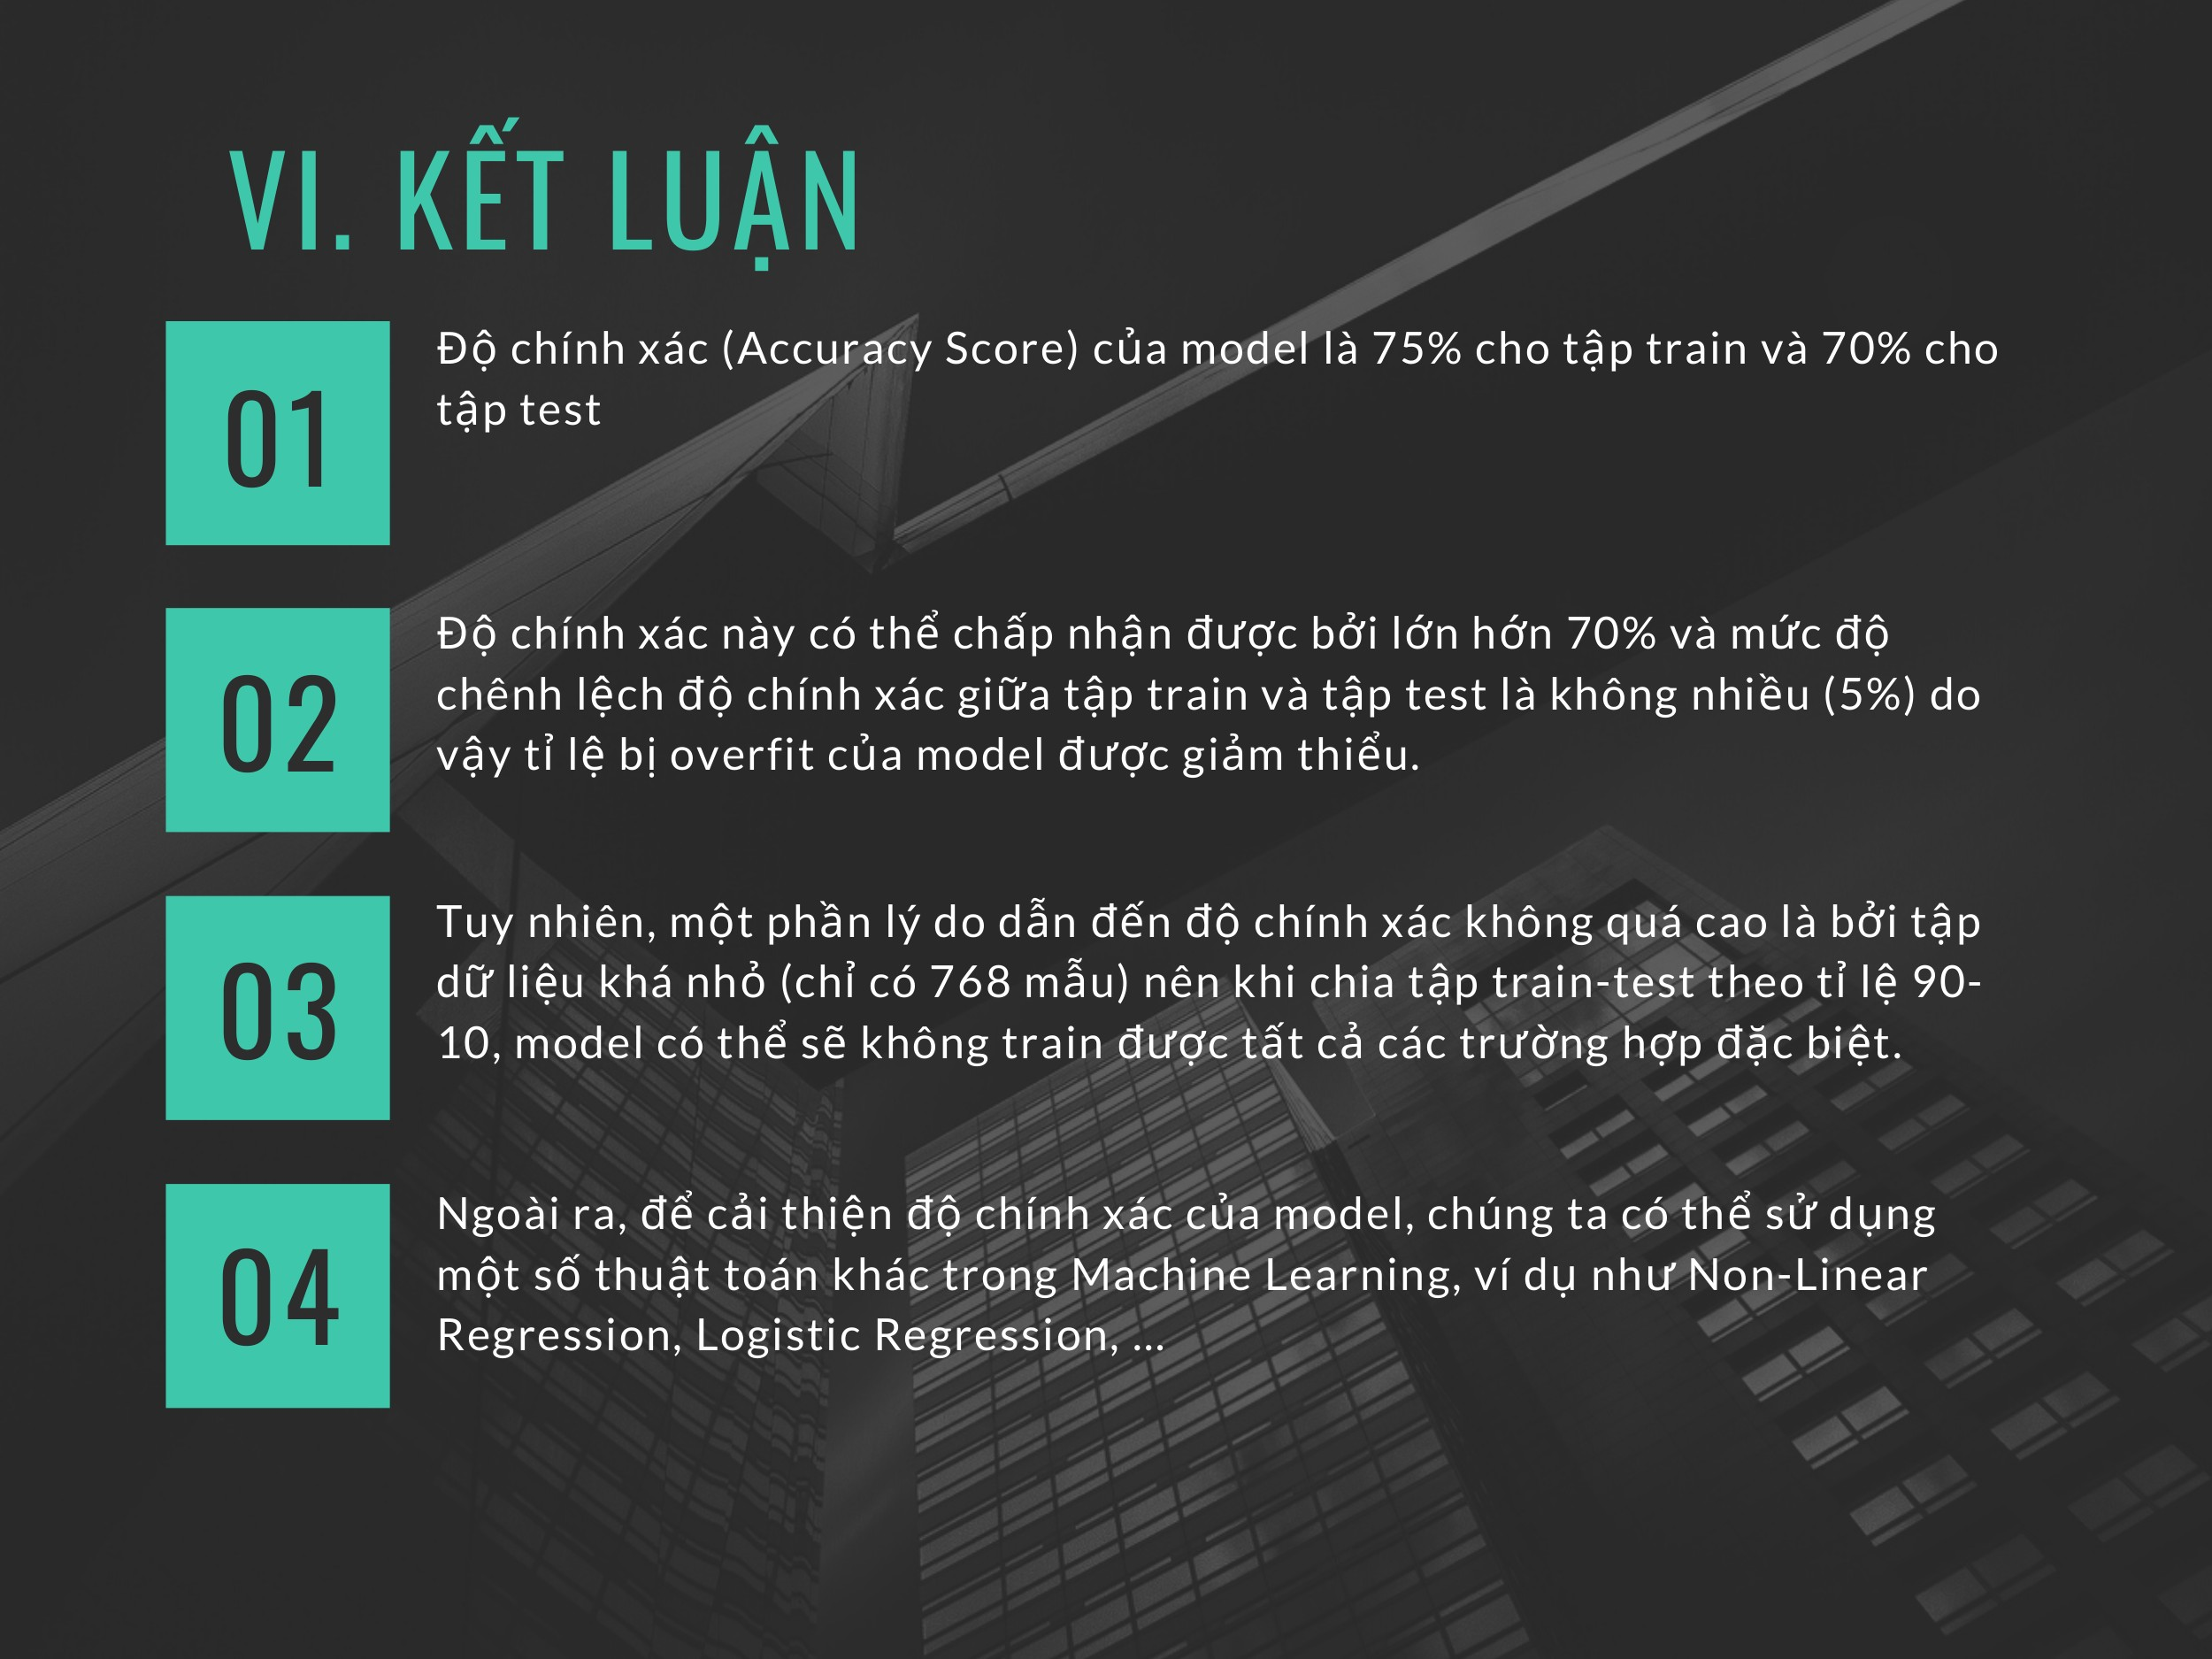 VI. KẾT LUẬN
01
Độ chính xác (Accuracy Score) của model là 75% cho tập train và 70% cho
tập test
02
Độ chính xác này có thể chấp nhận được bởi lớn hớn 70% và mức độ
chênh lệch độ chính xác giữa tập train và tập test là không nhiều (5%) do
vậy tỉ lệ bị overfit của model được giảm thiểu.
03
Tuy nhiên, một phần lý do dẫn đến độ chính xác không quá cao là bởi tập
dữ liệu khá nhỏ (chỉ có 768 mẫu) nên khi chia tập train-test theo tỉ lệ 90-
10, model có thể sẽ không train được tất cả các trường hợp đặc biệt.
04
Ngoài ra, để cải thiện độ chính xác của model, chúng ta có thể sử dụng
một số thuật toán khác trong Machine Learning, ví dụ như Non-Linear
Regression, Logistic Regression, ...